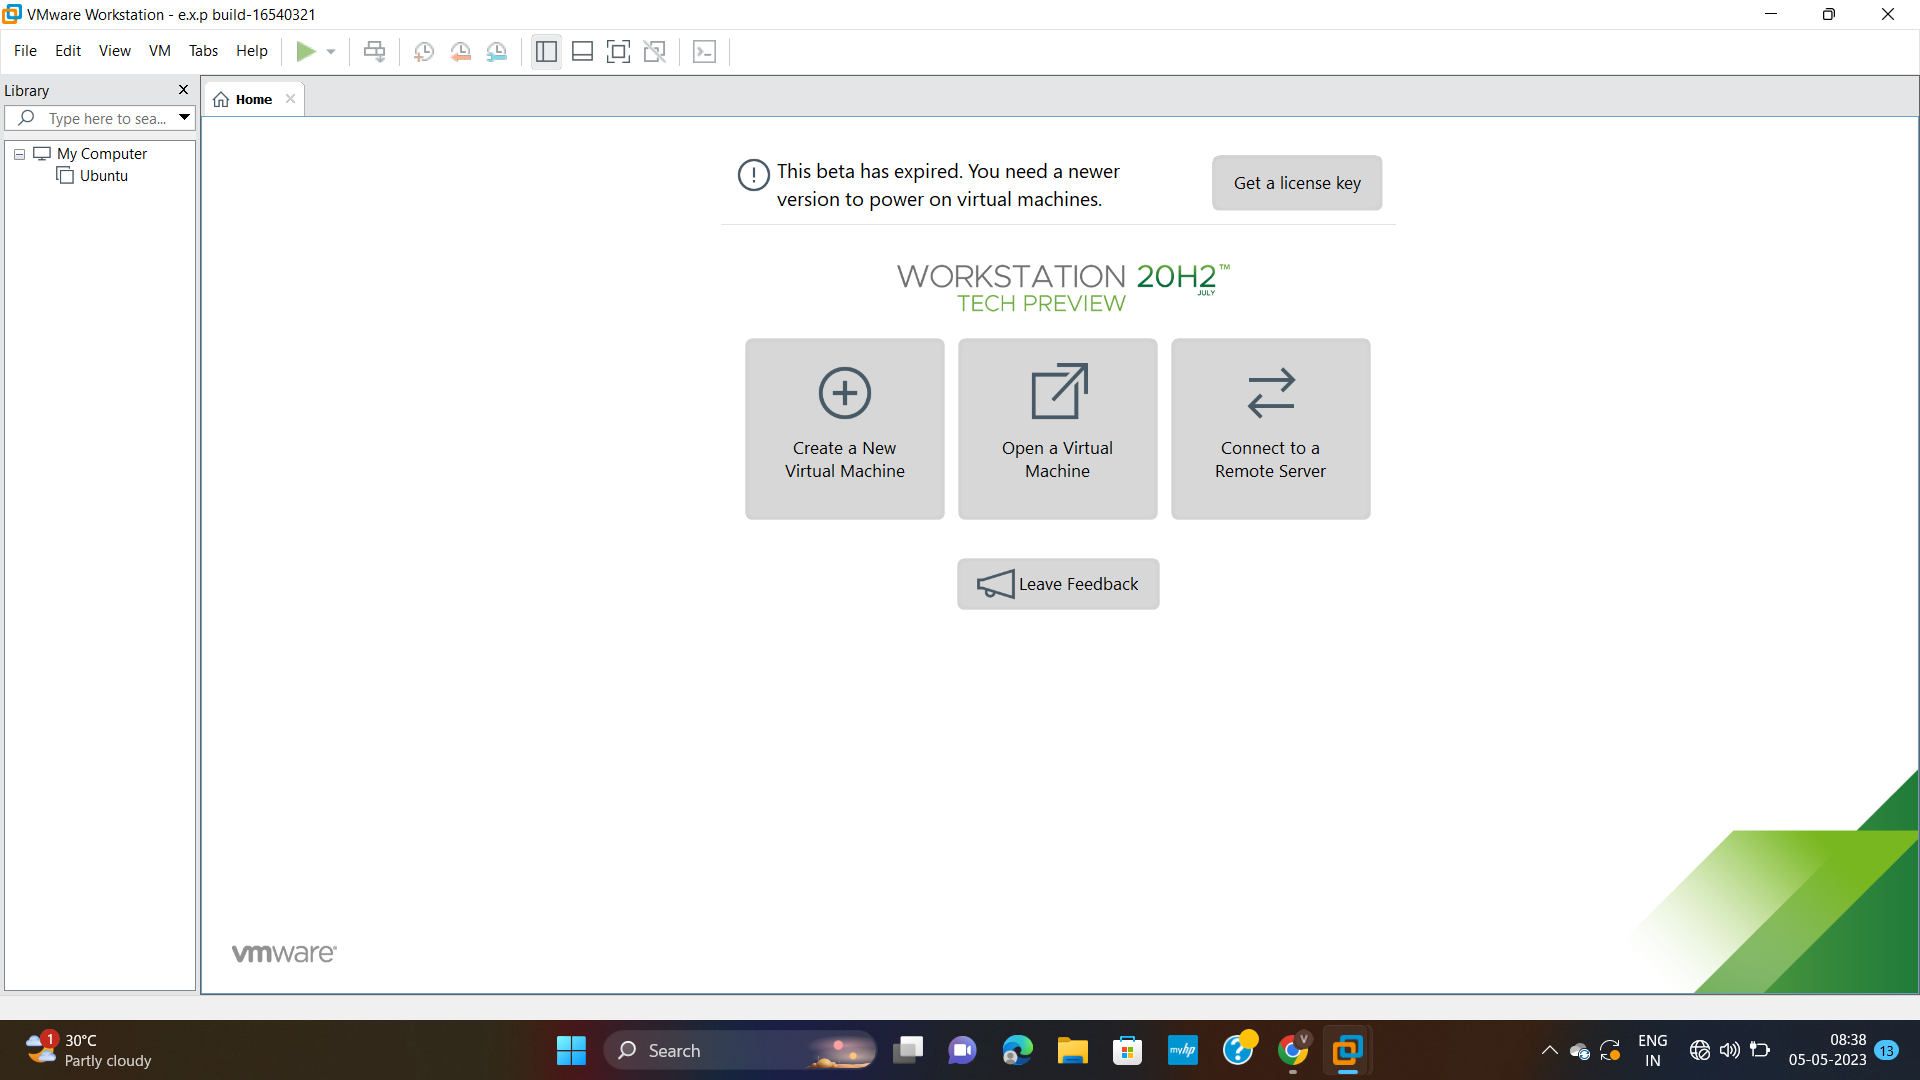 VMware Workstation - e.x.p build-16540321
File Edit View VM Tabs Help
Library
Type here to sea...
Home
My Computer
Ubuntu
This beta has expired. You need a newer
version to power on virtual machines.
Get a license key
WORKSTATION 20H2™
JULY
TECH PREVIEW
Create a New
Virtual Machine
Open a Virtual
Machine
Connect to a
Remote Server
Leave Feedback
vmware®
1
30°C
Partly cloudy
Search
myhp
V
ENG
IN
08:38
05-05-2023
13